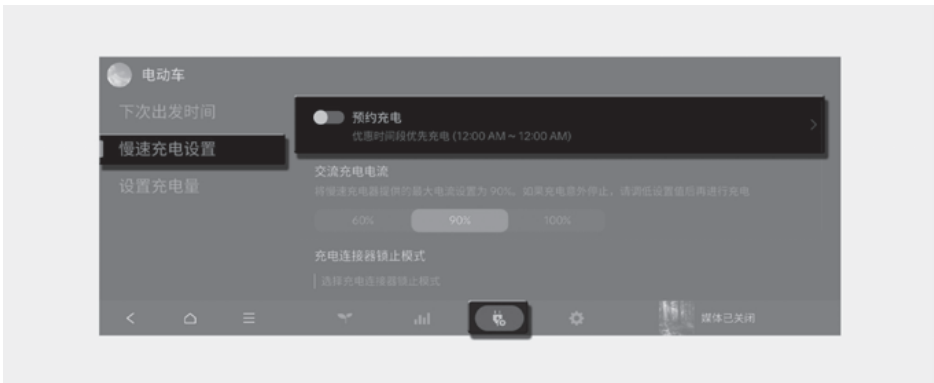 电动车
下次出发时间
慢速充电设置
设置充电量
预约充电
优惠时间段优先充电 (12:00 AM ~ 12:00 AM)
交流充电电流
将慢速充电器提供的最大电流设置为 90%。如果充电意外停止，请调低设置值后再进行充电
60%
90%
100%
充电连接器锁止模式
选择充电连接器锁止模式
媒体已关闭